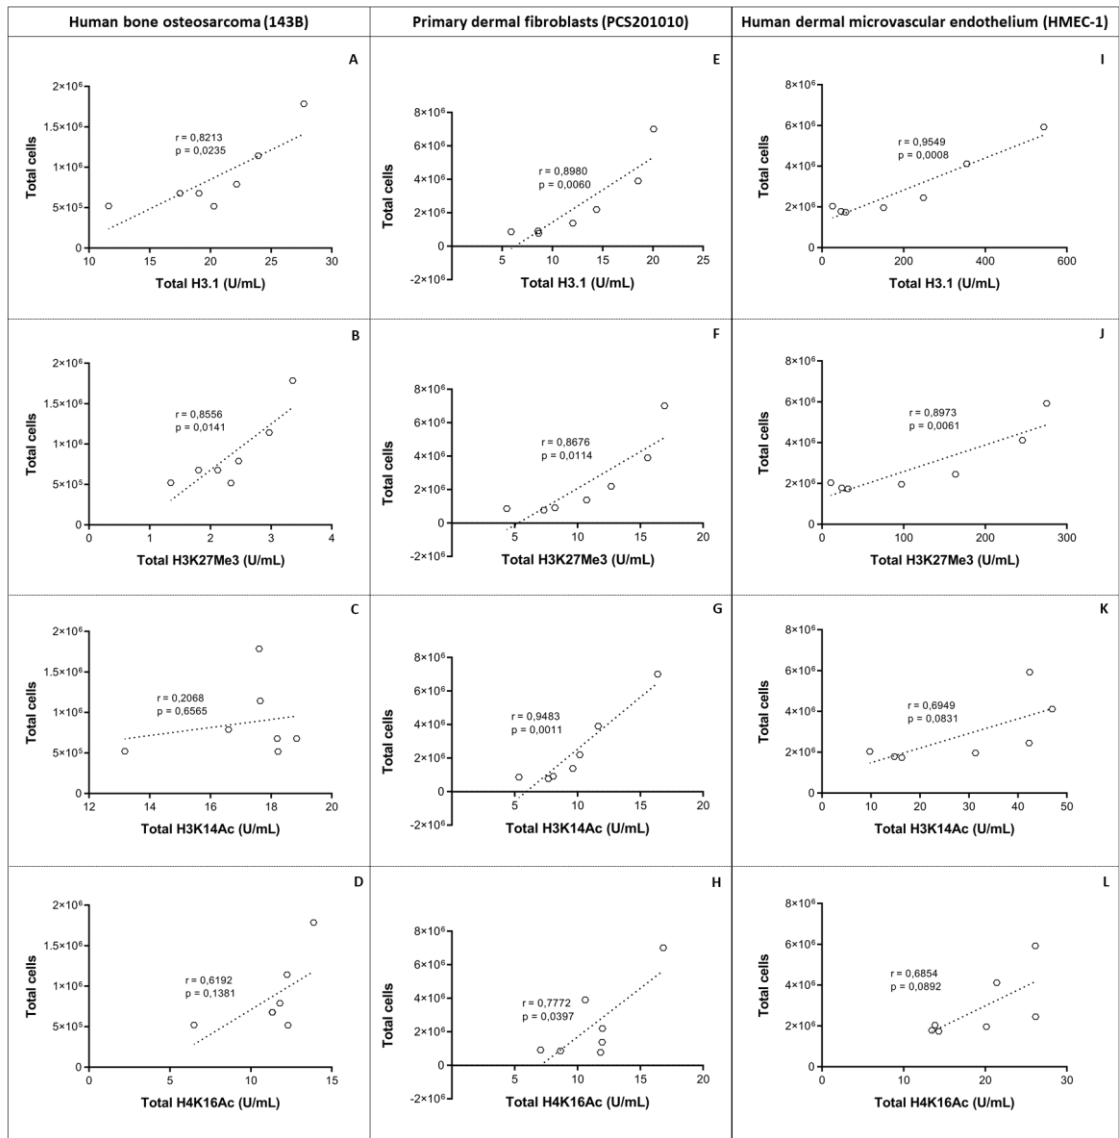 Human bone osteosarcoma (143B)
Primary dermal fibroblasts (PCS201010)
Human dermal microvascular endothelium (HMEC-1)
A
2×10⁶
1.5×10⁶
1×10⁶
5×10⁵
0
Total cells
r = 0,8213
p = 0,0235
10 15 20 25 30
Total H3.1 (U/mL)
E
8×10⁶
6×10⁶
4×10⁶
2×10⁶
0
-2×10⁶
Total cells
r = 0,8980
p = 0,0060
5 10 15 20 25
Total H3.1 (U/mL)
I
8×10⁶
6×10⁶
4×10⁶
2×10⁶
0
Total cells
r = 0,9549
p = 0,0008
0 200 400 600
Total H3.1 (U/mL)
B
2×10⁶
1.5×10⁶
1×10⁶
5×10⁵
0
Total cells
r = 0,8556
p = 0,0141
0 1 2 3 4
Total H3K27Me3 (U/mL)
F
8×10⁶
6×10⁶
4×10⁶
2×10⁶
0
-2×10⁶
Total cells
r = 0,8676
p = 0,0114
5 10 15 20
Total H3K27Me3 (U/mL)
J
8×10⁶
6×10⁶
4×10⁶
2×10⁶
0
Total cells
r = 0,8973
p = 0,0061
0 100 200 300
Total H3K27Me3 (U/mL)
C
2×10⁶
1.5×10⁶
1×10⁶
5×10⁵
0
Total cells
r = 0,2068
p = 0,6565
12 14 16 18 20
Total H3K14Ac (U/mL)
G
8×10⁶
6×10⁶
4×10⁶
2×10⁶
0
-2×10⁶
Total cells
r = 0,9483
p = 0,0011
5 10 15 20
Total H3K14Ac (U/mL)
K
8×10⁶
6×10⁶
4×10⁶
2×10⁶
0
Total cells
r = 0,6949
p = 0,0831
0 10 20 30 40 50
Total H3K14Ac (U/mL)
D
2×10⁶
1.5×10⁶
1×10⁶
5×10⁵
0
Total cells
r = 0,6192
p = 0,1381
0 5 10 15
Total H4K16Ac (U/mL)
H
8×10⁶
6×10⁶
4×10⁶
2×10⁶
0
-2×10⁶
Total cells
r = 0,7772
p = 0,0397
5 10 15 20
Total H4K16Ac (U/mL)
L
8×10⁶
6×10⁶
4×10⁶
2×10⁶
0
Total cells
r = 0,6854
p = 0,0892
0 10 20 30
Total H4K16Ac (U/mL)